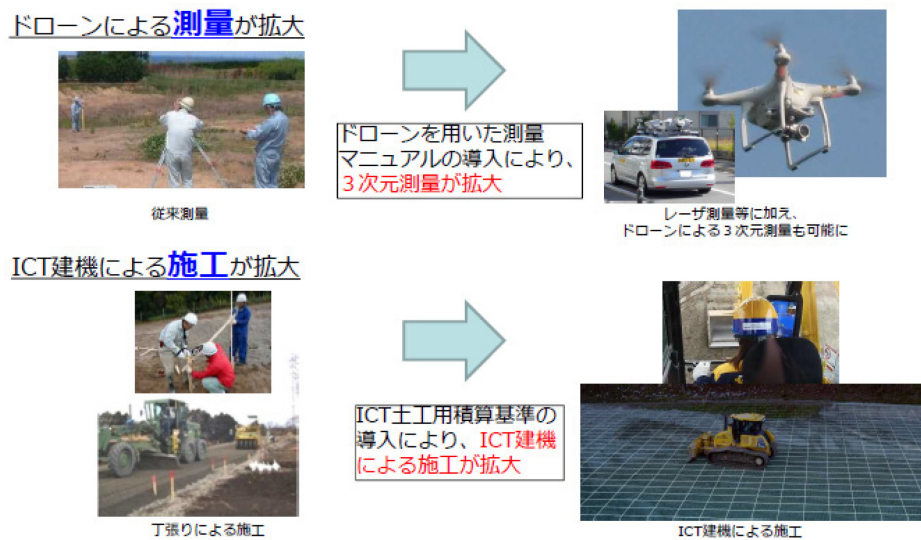 ドローンによる測量が拡大
ドローンを用いた測量
マニュアルの導入により、
３次元測量が拡大
従来測量
レーザ測量等に加え、
ドローンによる３次元測量も可能に
ICT建機による施工が拡大
ICT土工用積算基準の
導入により、ICT建機
による施工が拡大
丁張りによる施工
ICT建機による施工